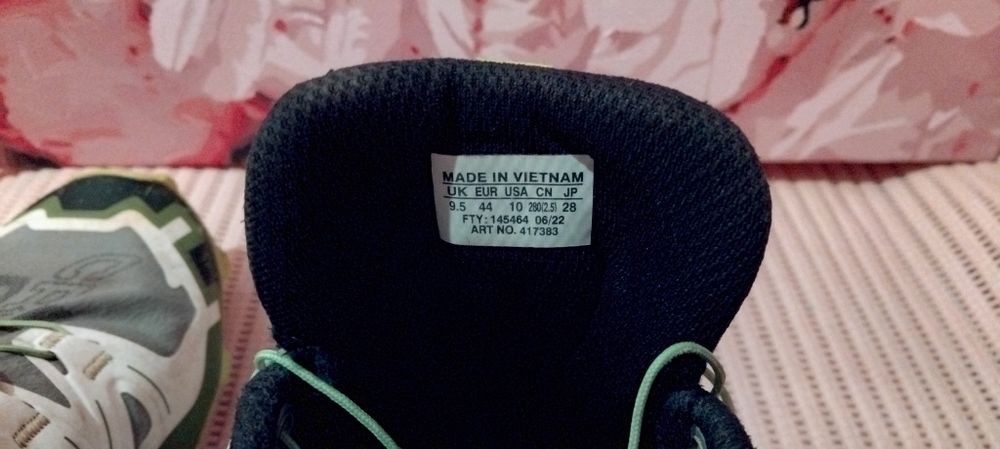 MADE IN VIETNAM
UK EUR USA CN JP
9.5 44 10 280(2.5) 28
FTY: 145464 06/22
ART NO. 417383